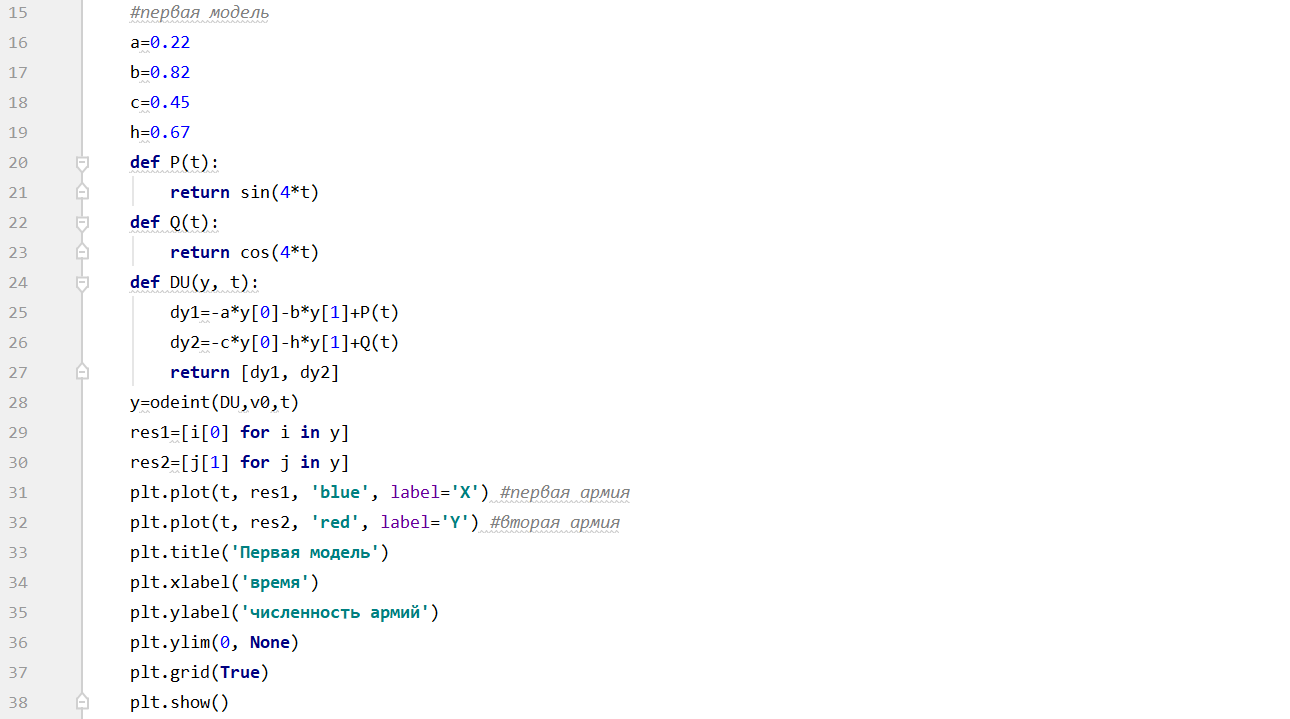 15 #первая модель
16 a=0.22
17 b=0.82
18 c=0.45
19 h=0.67
20 def P(t):
21     return sin(4*t)
22 def Q(t):
23     return cos(4*t)
24 def DU(y, t):
25     dy1=-a*y[0]-b*y[1]+P(t)
26     dy2=-c*y[0]-h*y[1]+Q(t)
27     return [dy1, dy2]
28 y=odeint(DU,v0,t)
29 res1=[i[0] for i in y]
30 res2=[j[1] for j in y]
31 plt.plot(t, res1, 'blue', label='X') #первая армия
32 plt.plot(t, res2, 'red', label='Y') #вторая армия
33 plt.title('Первая модель')
34 plt.xlabel('время')
35 plt.ylabel('численность армий')
36 plt.ylim(0, None)
37 plt.grid(True)
38 plt.show()